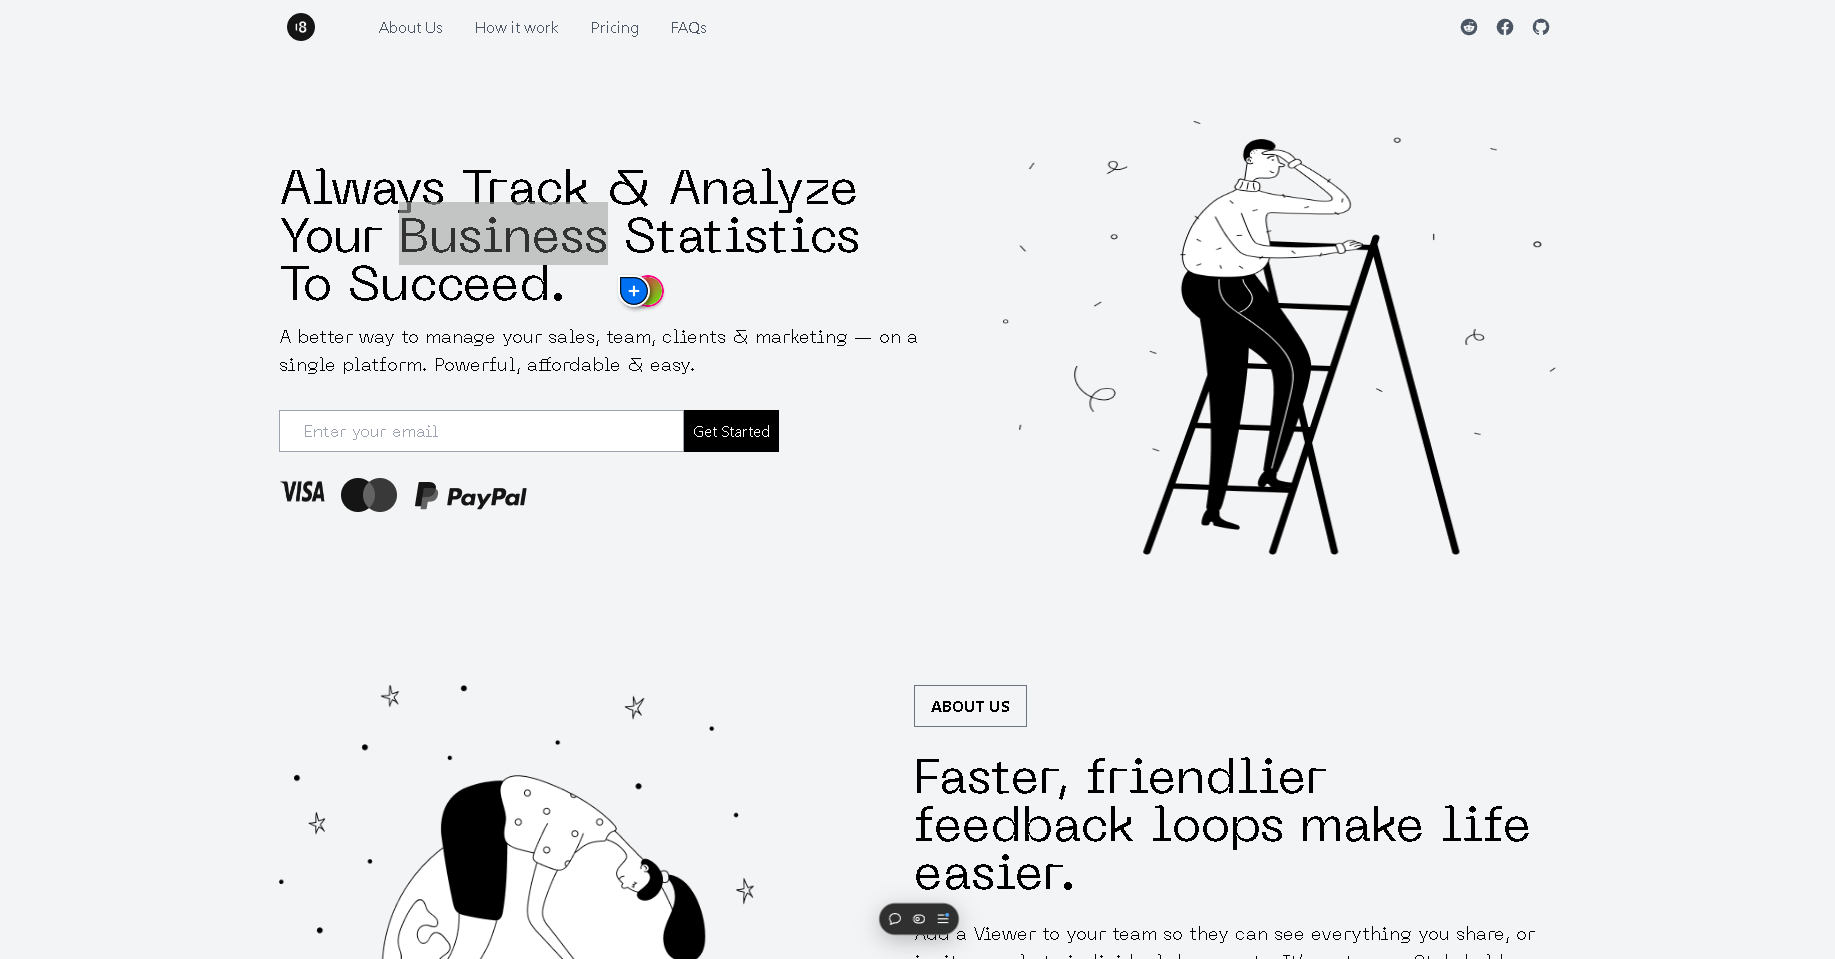 8
About Us
How it work
Pricing
FAQs
Always Track & Analyze
Your Business Statistics
To Succeed.
A better way to manage your sales, team, clients & marketing — on a
single platform. Powerful, affordable & easy.
Enter your email
Get Started
VISA
PayPal
ABOUT US
Faster, friendlier
feedback loops make life
easier.
Add a Viewer to your team so they can see everything you share, or